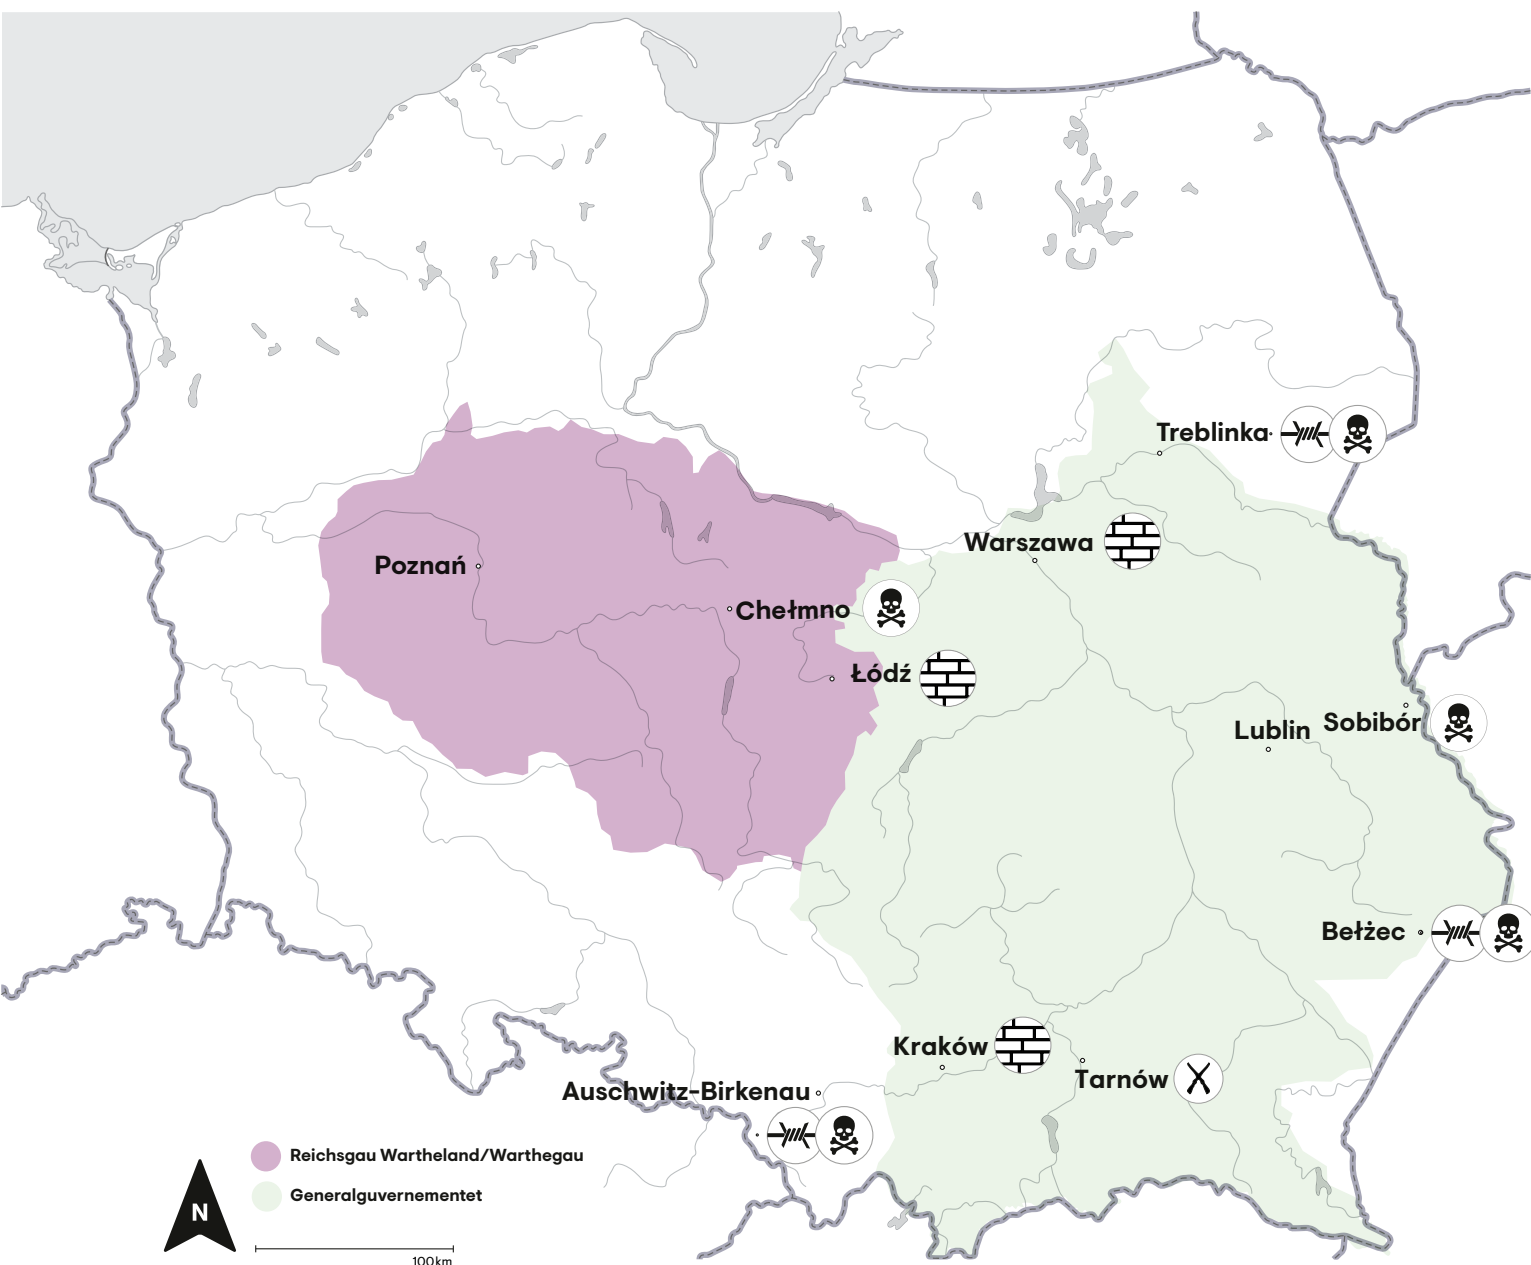 Treblinka
Warszawa
Poznań
Chełmno
Łódź
Lublin
Sobibór
Bełżec
Kraków
Tarnów
Auschwitz-Birkenau
Reichsgau Wartheland/Warthegau
Generalguvernementet
N
100km